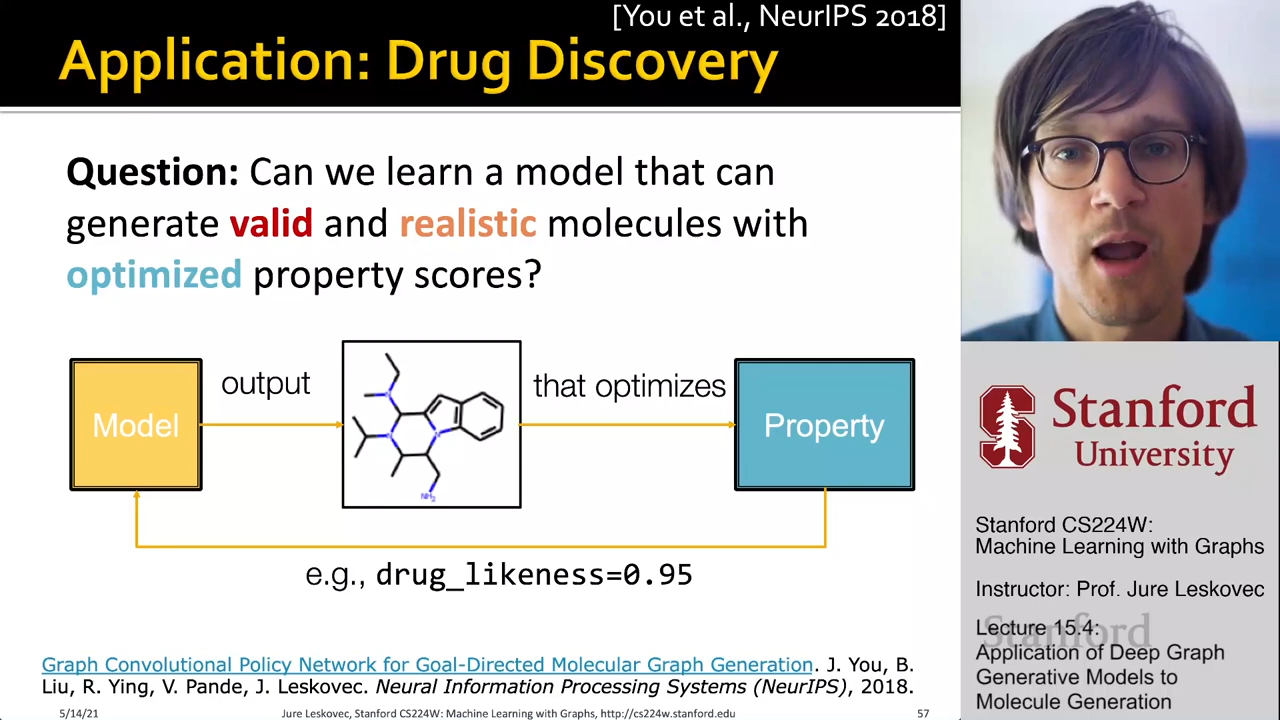 [You et al., NeurIPS 2018]
Application: Drug Discovery
Question: Can we learn a model that can
generate valid and realistic molecules with
optimized property scores?
Model
output
N
N
N
NH₂
that optimizes
Property
e.g., drug_likeness=0.95
Graph Convolutional Policy Network for Goal-Directed Molecular Graph Generation. J. You, B.
Liu, R. Ying, V. Pande, J. Leskovec. Neural Information Processing Systems (NeurIPS), 2018.
5/14/21
Jure Leskovec, Stanford CS224W: Machine Learning with Graphs, http://cs224w.stanford.edu
57
S
Stanford
University
Stanford CS224W:
Machine Learning with Graphs
Instructor: Prof. Jure Leskovec
Stanford
Lecture 15.4:
Application of Deep Graph
Generative Models to
Molecule Generation